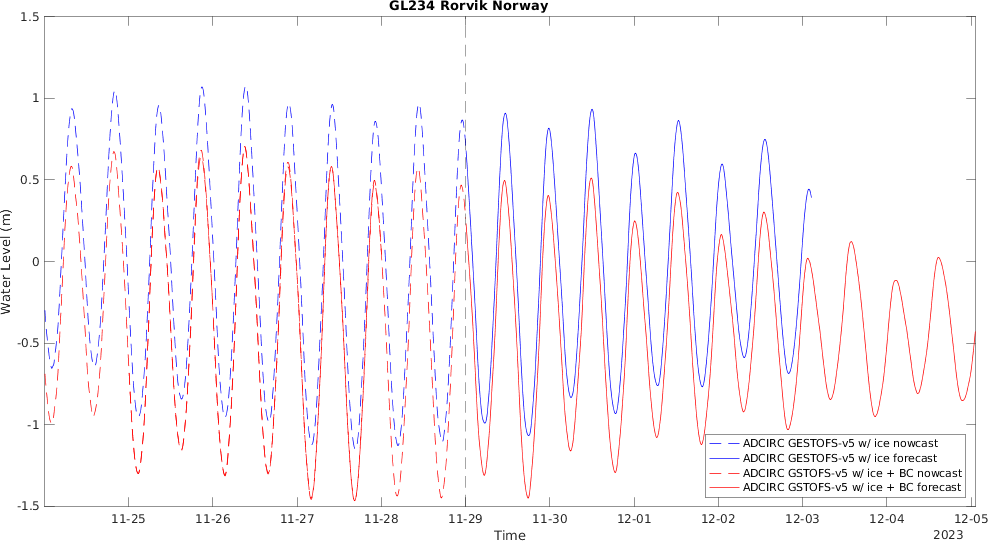 GL234 Rorvik Norway
1.5
1
0.5
0
-0.5
-1
-1.5
Water Level (m)
11-25 11-26 11-27 11-28 11-29 11-30 12-01 12-02 12-03 12-04 12-05
Time
2023
ADCIRC GESTOFS-v5 w/ ice nowcast
ADCIRC GESTOFS-v5 w/ ice forecast
ADCIRC GSTOFS-v5 w/ ice + BC nowcast
ADCIRC GSTOFS-v5 w/ ice + BC forecast